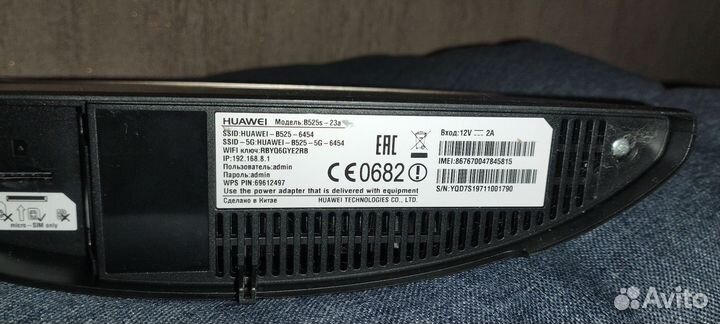 HUAWEI Модель: B525s-23a
SSID:HUAWEI-B525-6454
SSID-5G:HUAWEI-B525-5G-6454
WIFI ключ:RBYQ6GYE2RB
IP:192.168.8.1
Пользователь:admin
Пароль:admin
WPS PIN:69612497
Use the power adapter that is delivered with equipment
Сделано в Китае HUAWEI TECHNOLOGIES CO., LTD.
EAC
CE0682
Вход:12V 2A
IMEI:867670047845815
S/N:YQD7S19711001790
micro-SIM only
Avito